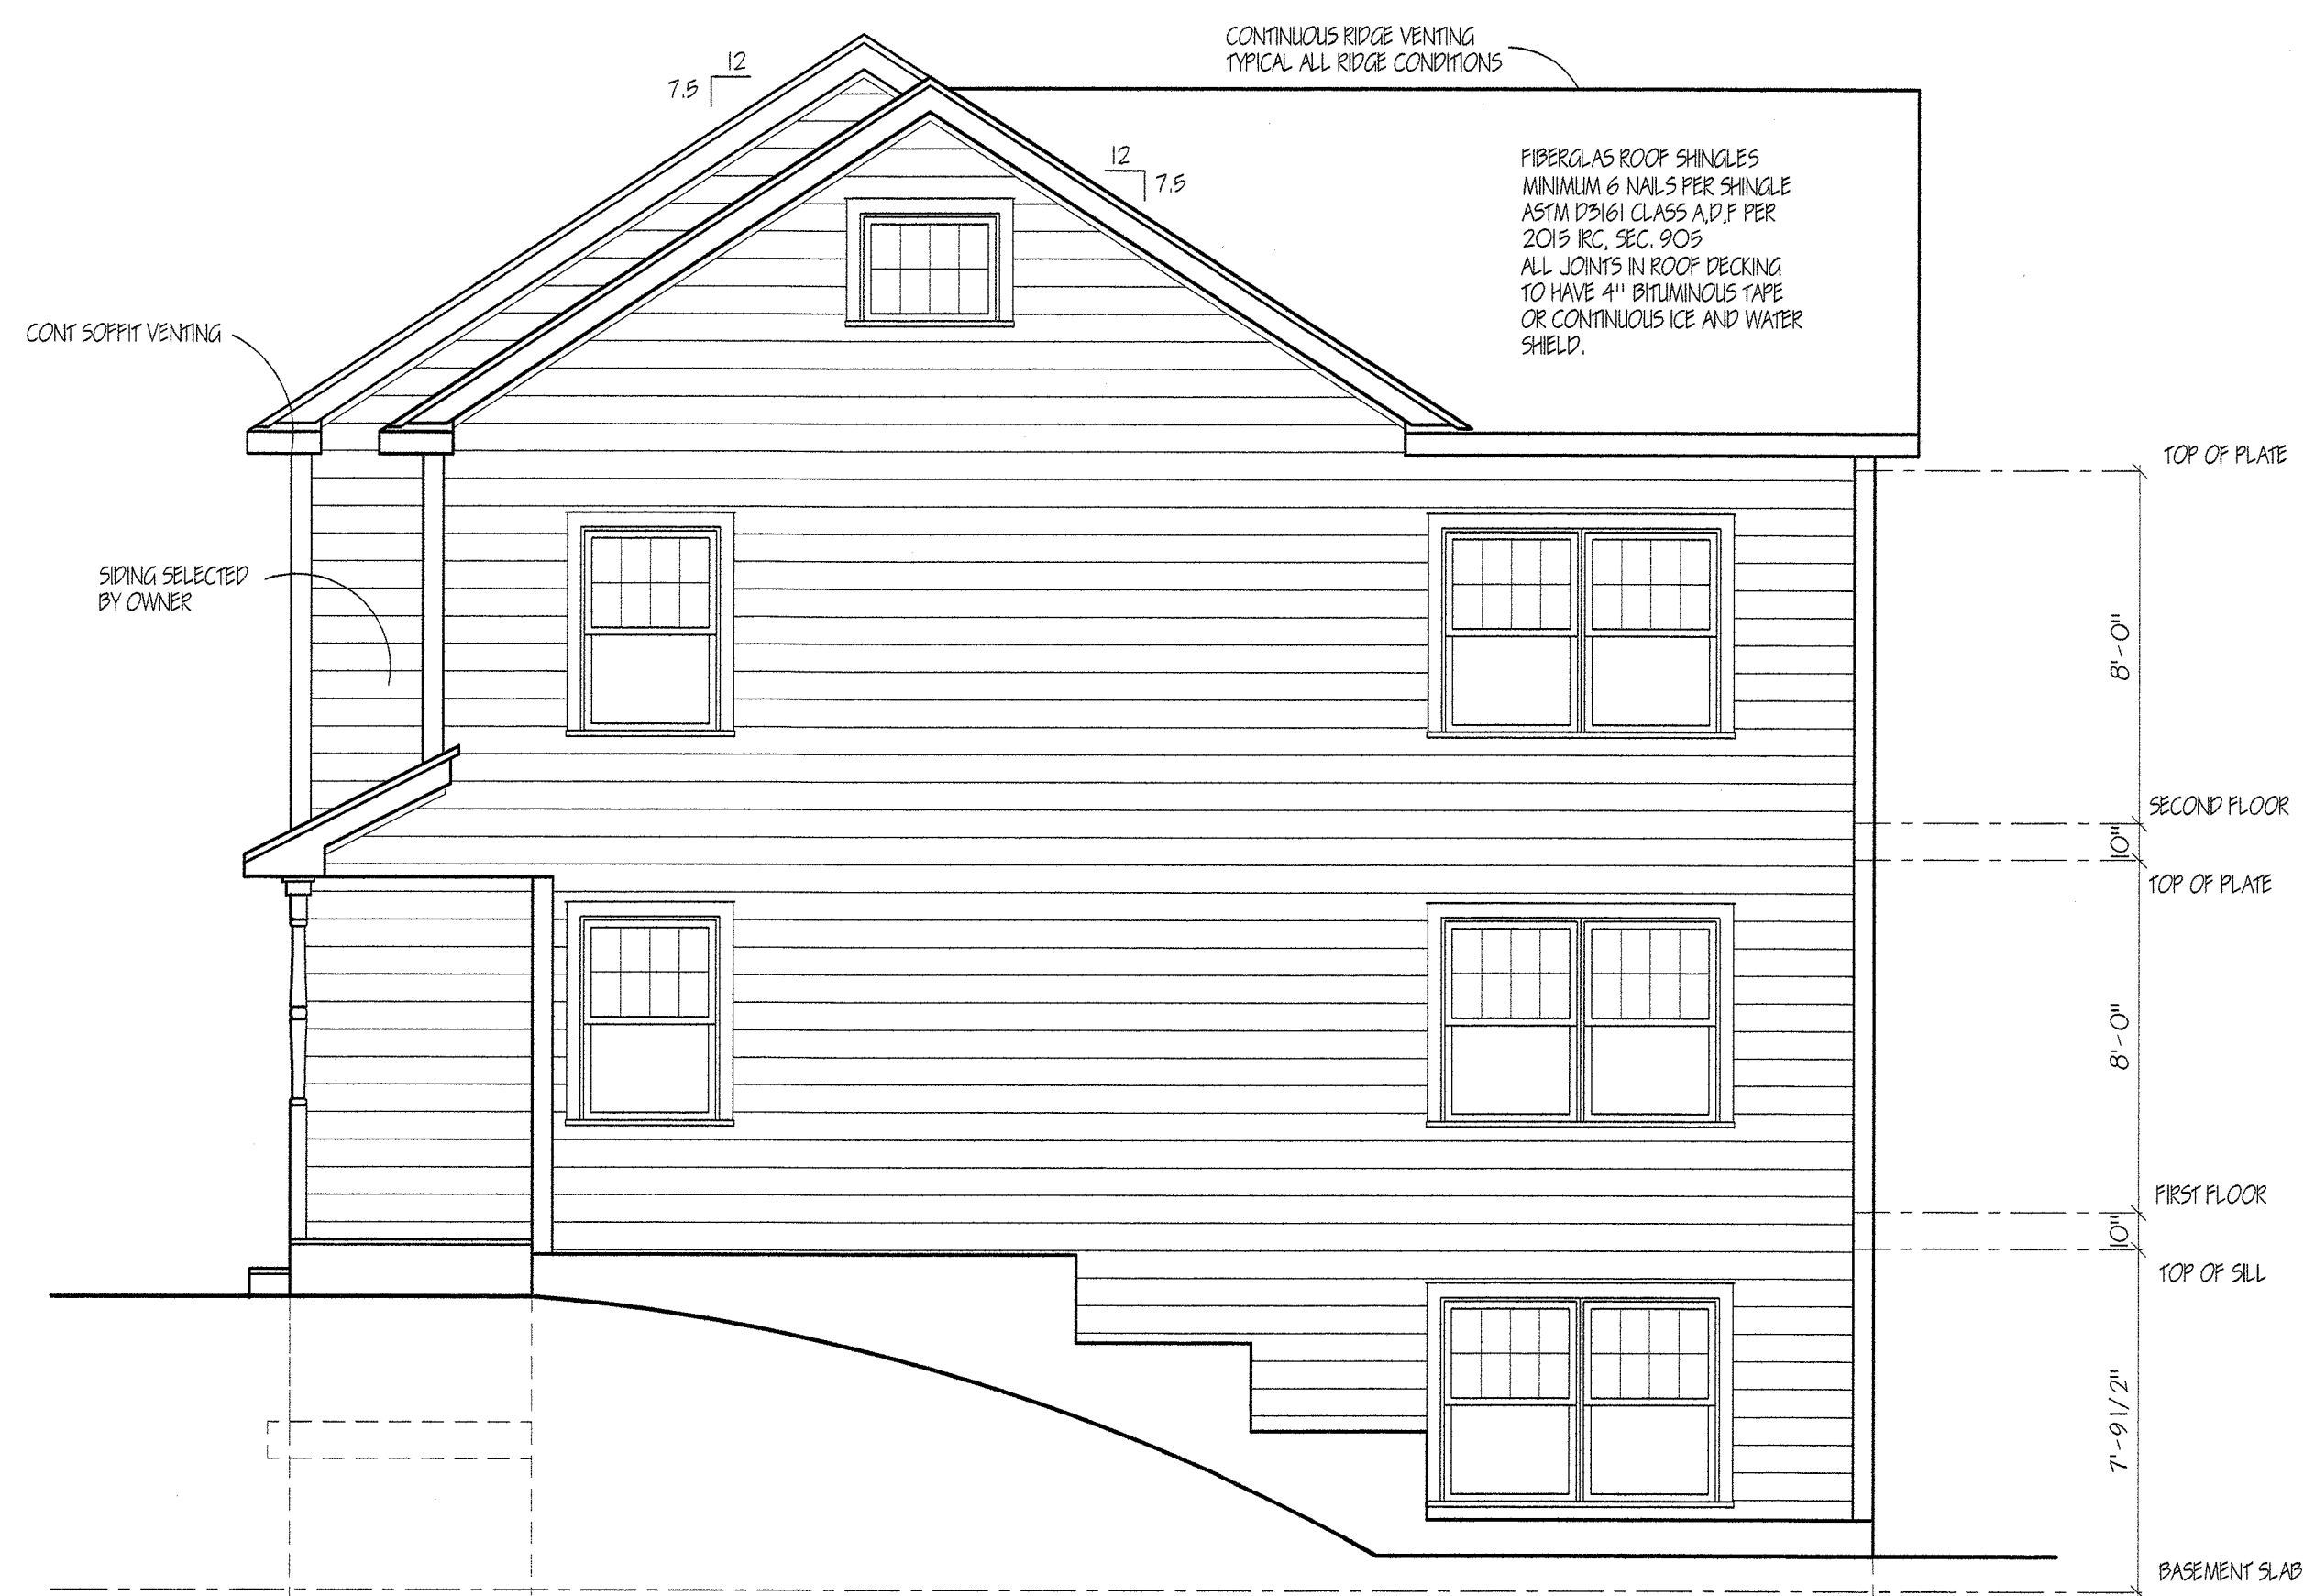 CONTINUOUS RIDGE VENTING
TYPICAL ALL RIDGE CONDITIONS
12
7.5
12
7.5
FIBERGLAS ROOF SHINGLES
MINIMUM 6 NAILS PER SHINGLE
ASTM D3161 CLASS A,D,F PER
2015 IRC, SEC. 905
ALL JOINTS IN ROOF DECKING
TO HAVE 4" BITUMINOUS TAPE
OR CONTINUOUS ICE AND WATER
SHIELD.
CONT SOFFIT VENTING
SIDING SELECTED
BY OWNER
TOP OF PLATE
8'-0"
SECOND FLOOR
10"
TOP OF PLATE
8'-0"
FIRST FLOOR
10"
TOP OF SILL
7'-9 1/2"
BASEMENT SLAB